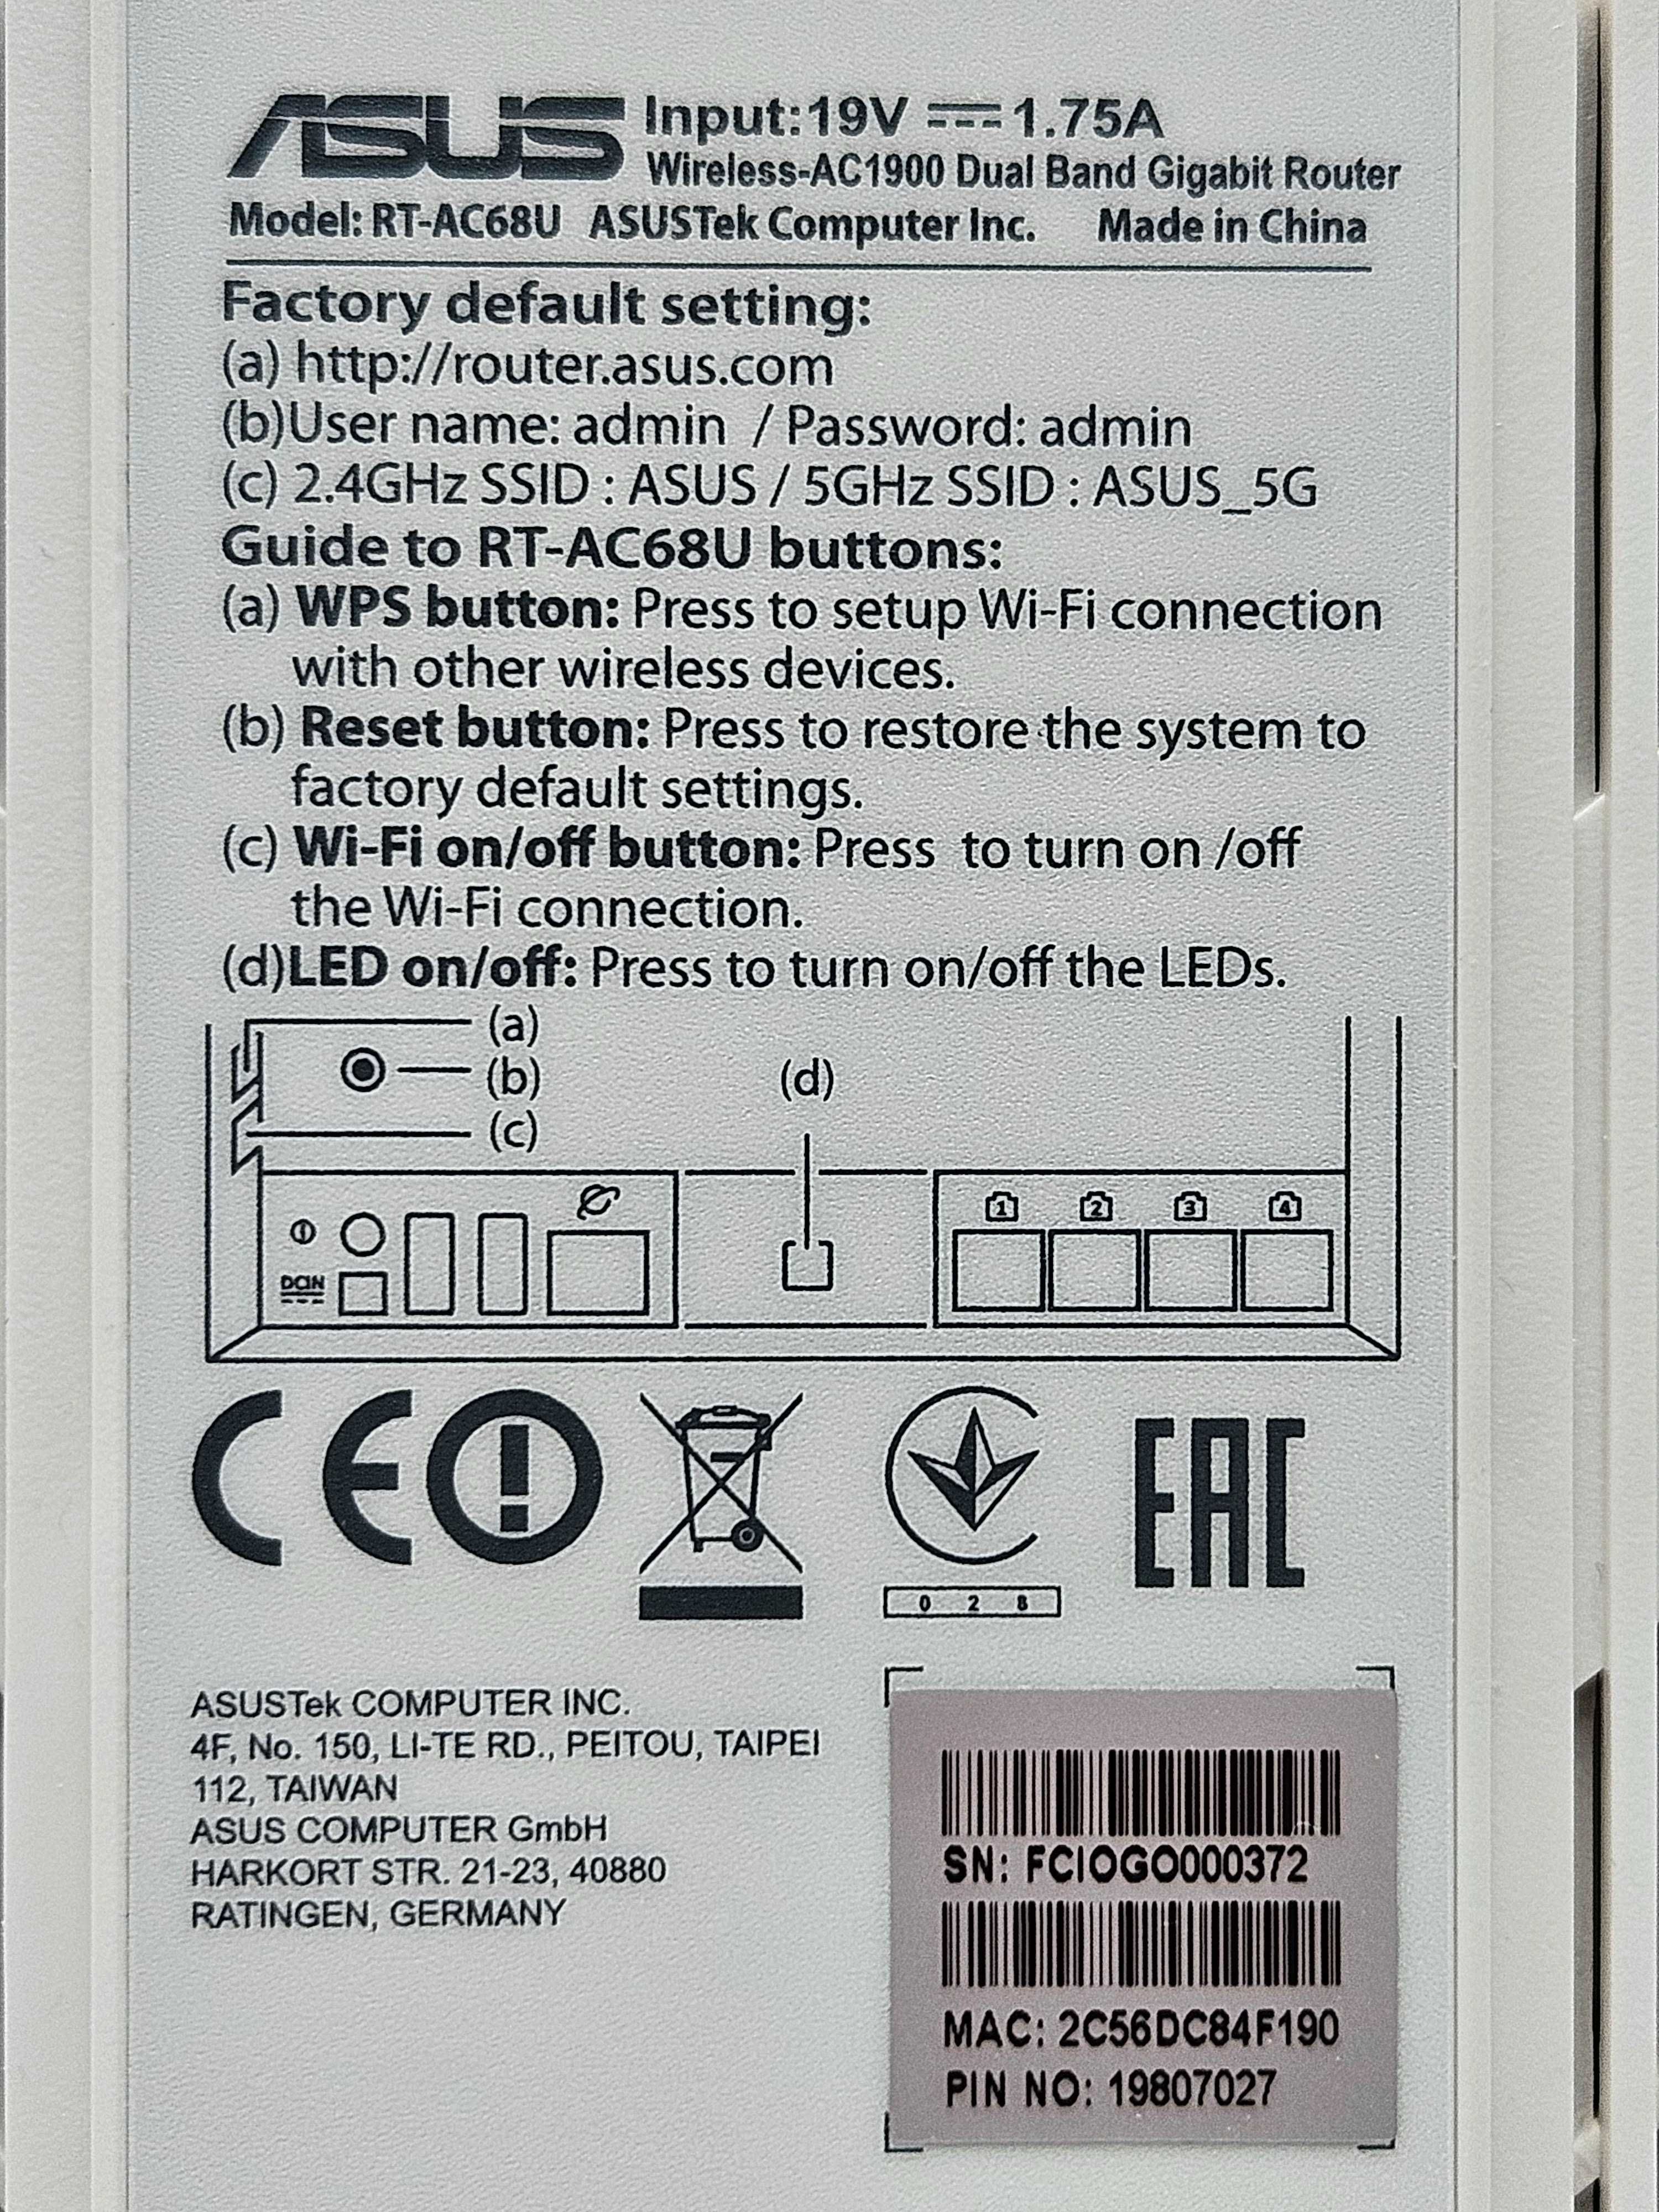 ASUS Input:19V ⎓ 1.75A
Wireless-AC1900 Dual Band Gigabit Router
Model: RT-AC68U ASUSTek Computer Inc. Made in China
Factory default setting:
(a) http://router.asus.com
(b)User name: admin / Password: admin
(c) 2.4GHz SSID : ASUS / 5GHz SSID : ASUS_5G
Guide to RT-AC68U buttons:
(a) WPS button: Press to setup Wi-Fi connection
with other wireless devices.
(b) Reset button: Press to restore the system to
factory default settings.
(c) Wi-Fi on/off button: Press to turn on /off
the Wi-Fi connection.
(d)LED on/off: Press to turn on/off the LEDs.
(a)
(b)
(c)
(d)
1 2 3 4
DCIN
CE
EAC
0 2 8
ASUSTek COMPUTER INC.
4F, No. 150, LI-TE RD., PEITOU, TAIPEI
112, TAIWAN
ASUS COMPUTER GmbH
HARKORT STR. 21-23, 40880
RATINGEN, GERMANY
SN: FCIOGO000372
MAC: 2C56DC84F190
PIN NO: 19807027